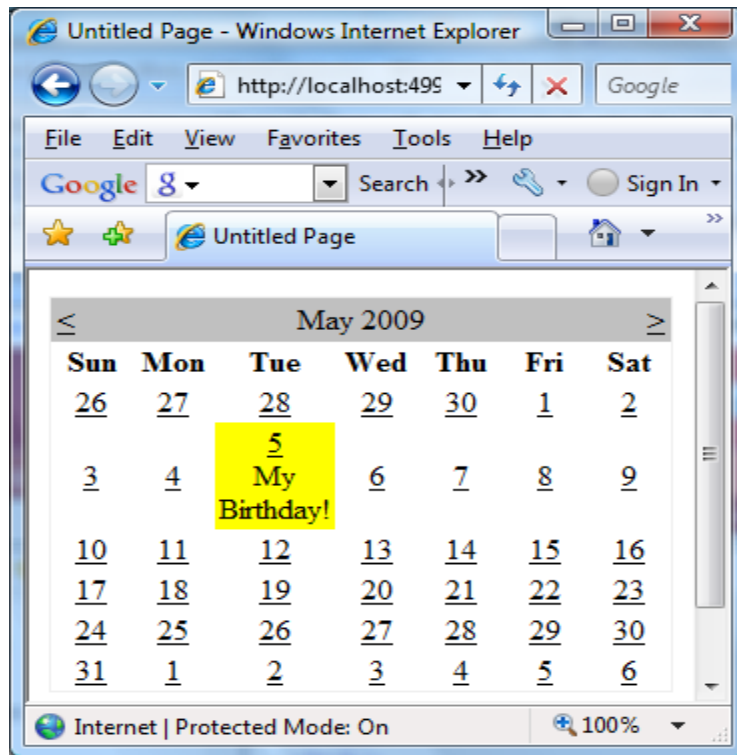 Untitled Page - Windows Internet Explorer
http://localhost:499
Google
File Edit View Favorites Tools Help
Google g Search » Sign In
Untitled Page »
< May 2009 >
Sun Mon Tue Wed Thu Fri Sat
26 27 28 29 30 1 2
3 4 5 My Birthday! 6 7 8 9
10 11 12 13 14 15 16
17 18 19 20 21 22 23
24 25 26 27 28 29 30
31 1 2 3 4 5 6
Internet | Protected Mode: On 100%